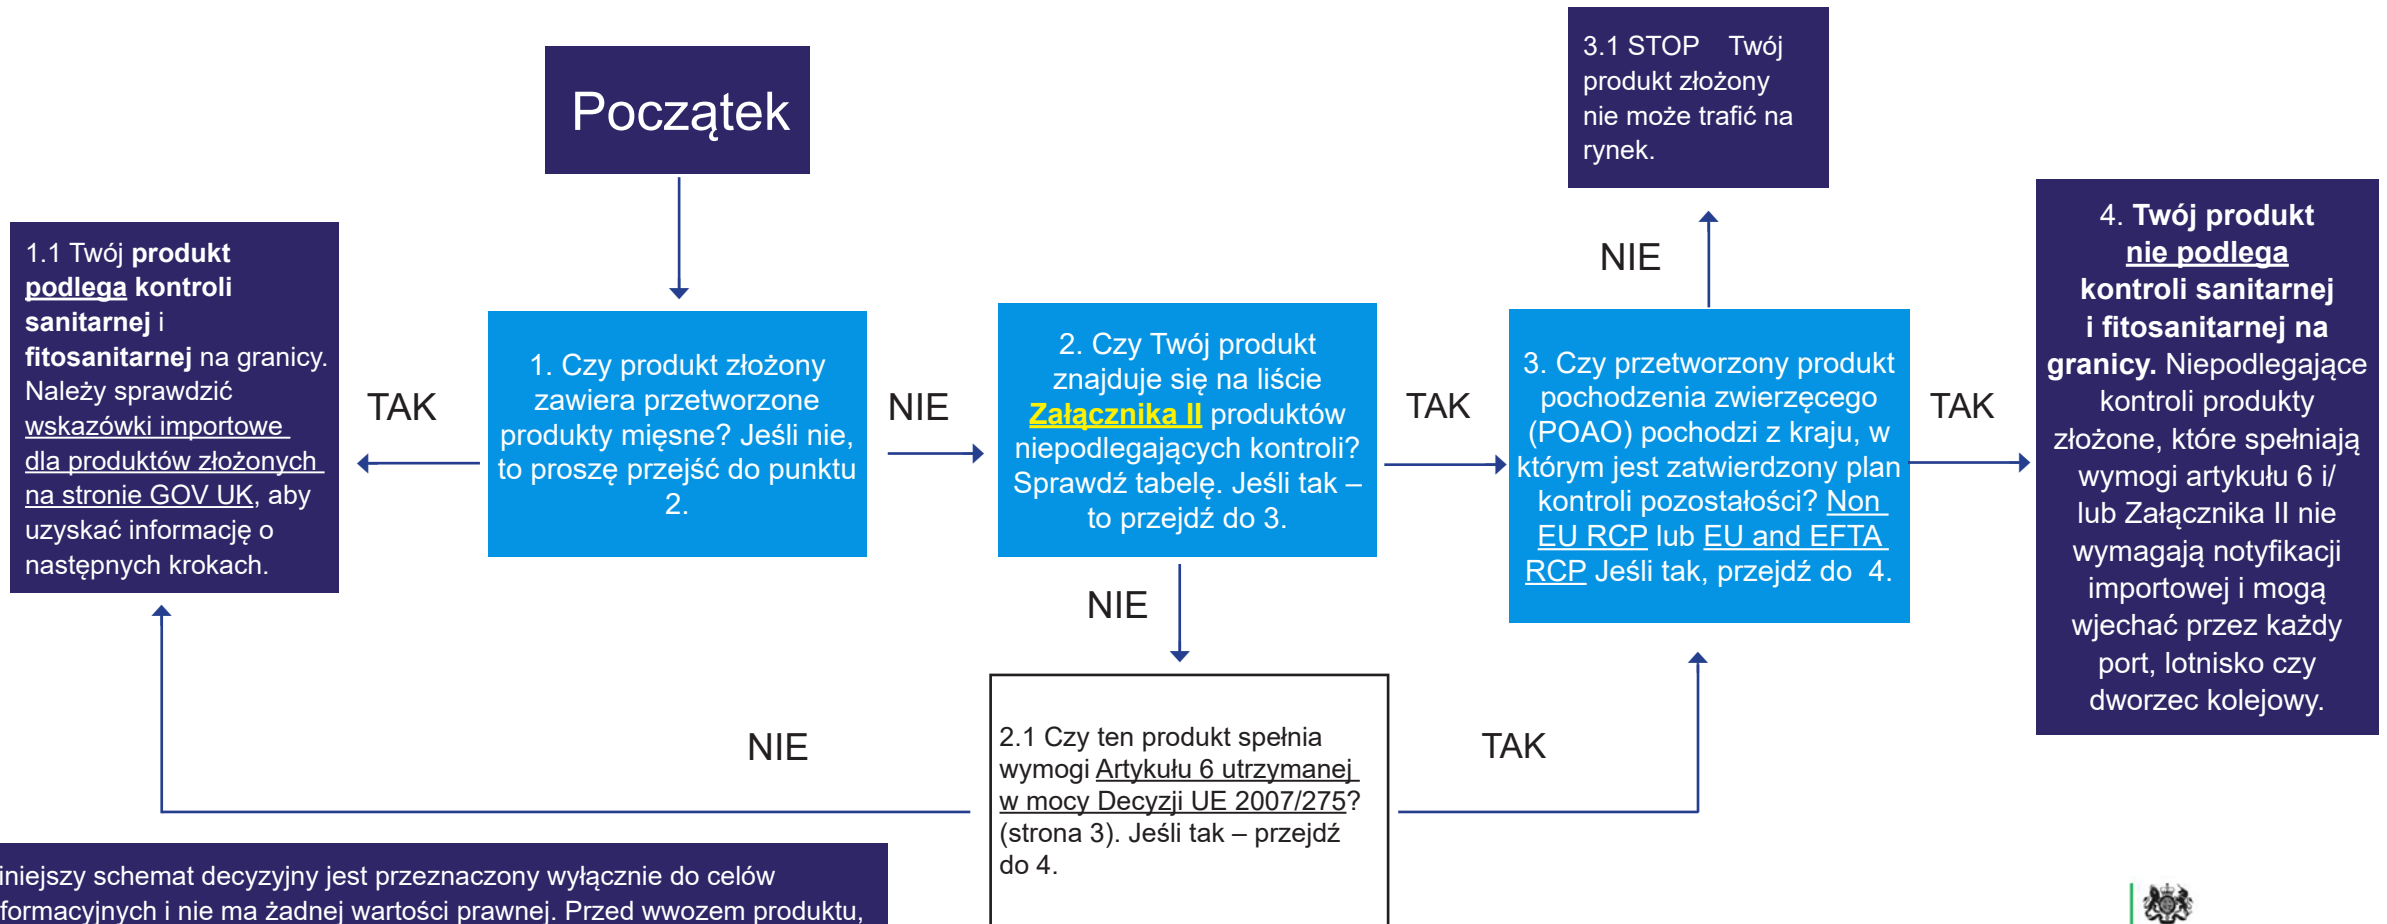 Początek
3.1 STOP Twój
produkt złożony
nie może trafić na
rynek.
1.1 Twój produkt
podlega kontroli
sanitarnej i
fitosanitarnej na granicy.
Należy sprawdzić
wskazówki importowe
dla produktów złożonych
na stronie GOV UK, aby
uzyskać informację o
następnych krokach.
TAK
1. Czy produkt złożony
zawiera przetworzone
produkty mięsne? Jeśli nie,
to proszę przejść do punktu
2.
NIE
2. Czy Twój produkt
znajduje się na liście
Załącznika II produktów
niepodlegających kontroli?
Sprawdź tabelę. Jeśli tak –
to przejdź do 3.
TAK
NIE
3. Czy przetworzony produkt
pochodzenia zwierzęcego
(POAO) pochodzi z kraju, w
którym jest zatwierdzony plan
kontroli pozostałości? Non
EU RCP lub EU and EFTA
RCP Jeśli tak, przejdź do 4.
TAK
4. Twój produkt
nie podlega
kontroli sanitarnej
i fitosanitarnej na
granicy. Niepodlegające
kontroli produkty
złożone, które spełniają
wymogi artykułu 6 i/
lub Załącznika II nie
wymagają notyfikacji
importowej i mogą
wjechać przez każdy
port, lotnisko czy
dworzec kolejowy.
NIE
NIE
2.1 Czy ten produkt spełnia
wymogi Artykułu 6 utrzymanej
w mocy Decyzji UE 2007/275?
(strona 3). Jeśli tak – przejdź
do 4.
TAK
iniejszy schemat decyzyjny jest przeznaczony wyłącznie do celów
formacyjnych i nie ma żadnej wartości prawnej. Przed wwozem produktu,